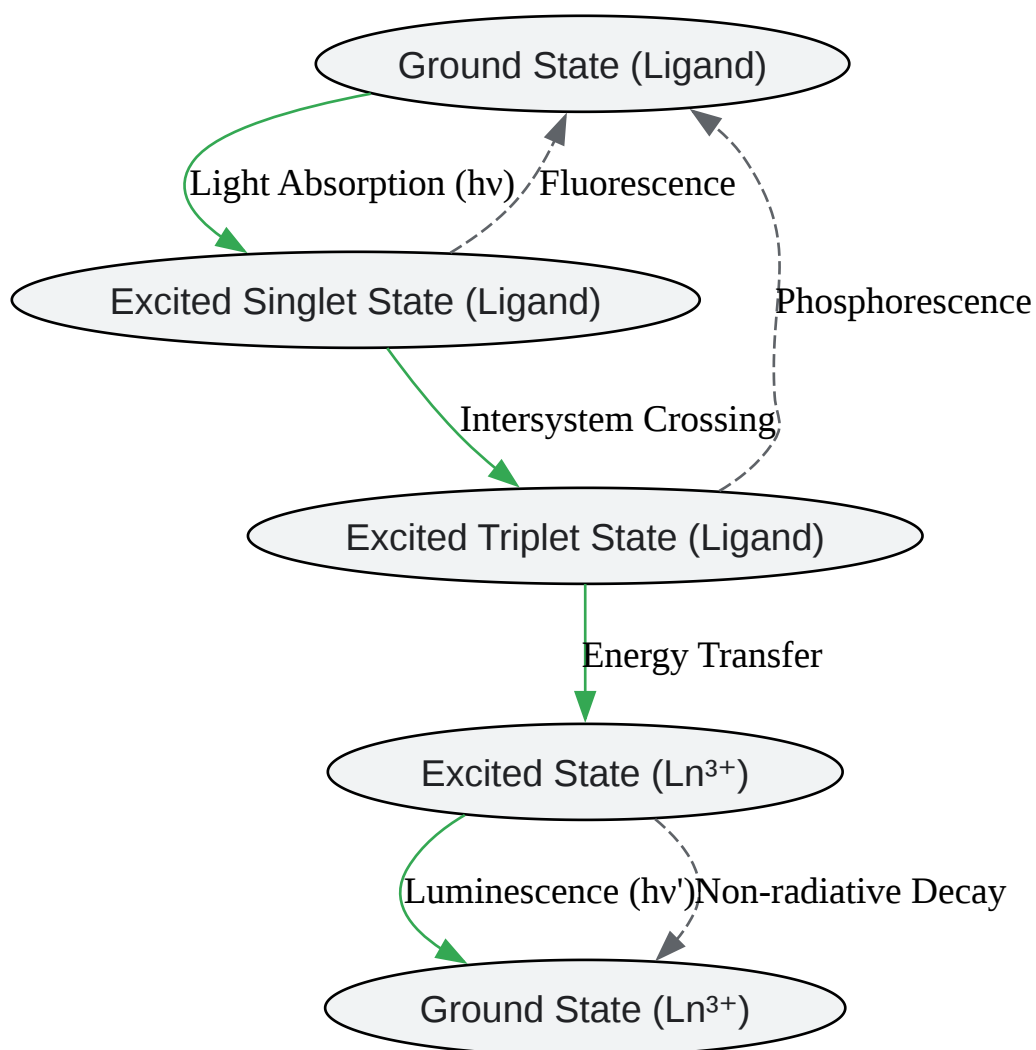 Ground State (Ligand)
Light Absorption (hν)
Fluorescence
Excited Singlet State (Ligand)
Phosphorescence
Intersystem Crossing
Excited Triplet State (Ligand)
Energy Transfer
Excited State (Ln³⁺)
Luminescence (hν')
Non-radiative Decay
Ground State (Ln³⁺)